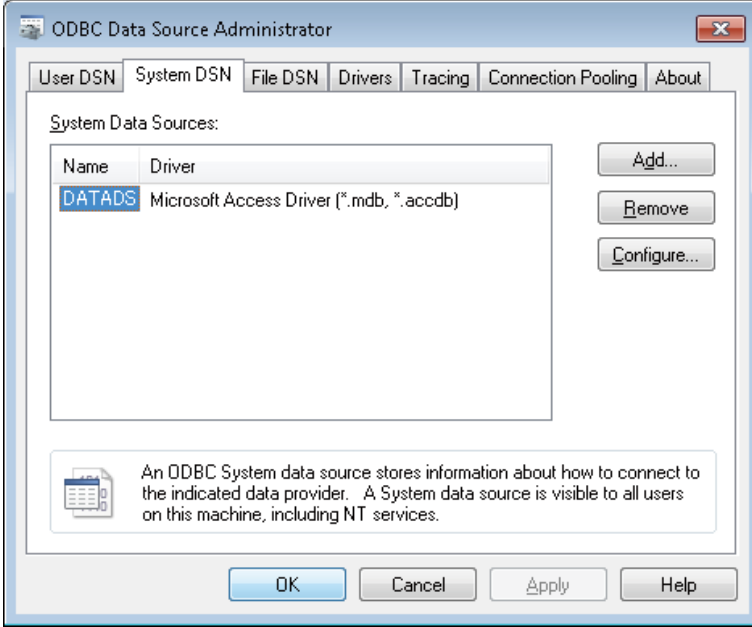 ODBC Data Source Administrator
User DSN System DSN File DSN Drivers Tracing Connection Pooling About
System Data Sources:
Name Driver
DATADS Microsoft Access Driver (*.mdb, *.accdb)
Add...
Remove
Configure...
An ODBC System data source stores information about how to connect to
the indicated data provider. A System data source is visible to all users
on this machine, including NT services.
OK Cancel Apply Help